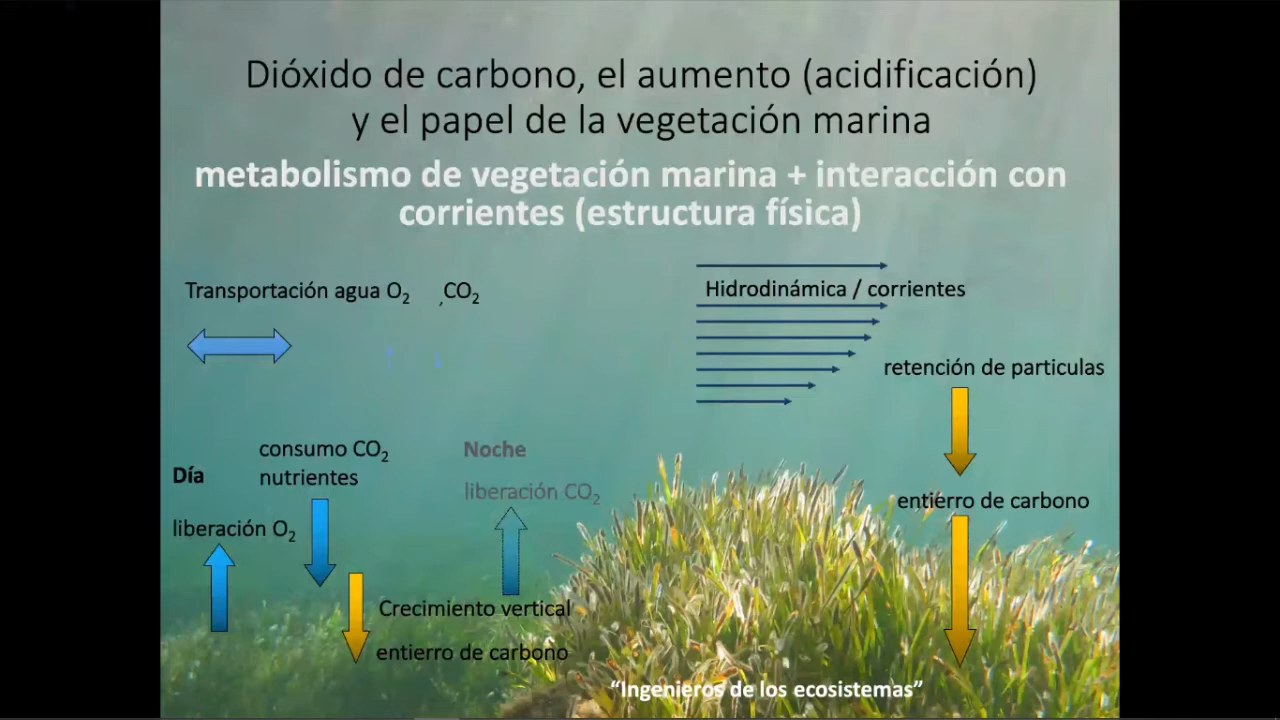 Dióxido de carbono, el aumento (acidificación)
y el papel de la vegetación marina
metabolismo de vegetación marina + interacción con
corrientes (estructura física)
Transportación agua O₂ ,CO₂
Hidrodinámica / corrientes
retención de particulas
consumo CO₂
nutrientes
Día
liberación O₂
Noche
liberación CO₂
Crecimiento vertical
entierro de carbono
entierro de carbono
“Ingenieros de los ecosistemas”